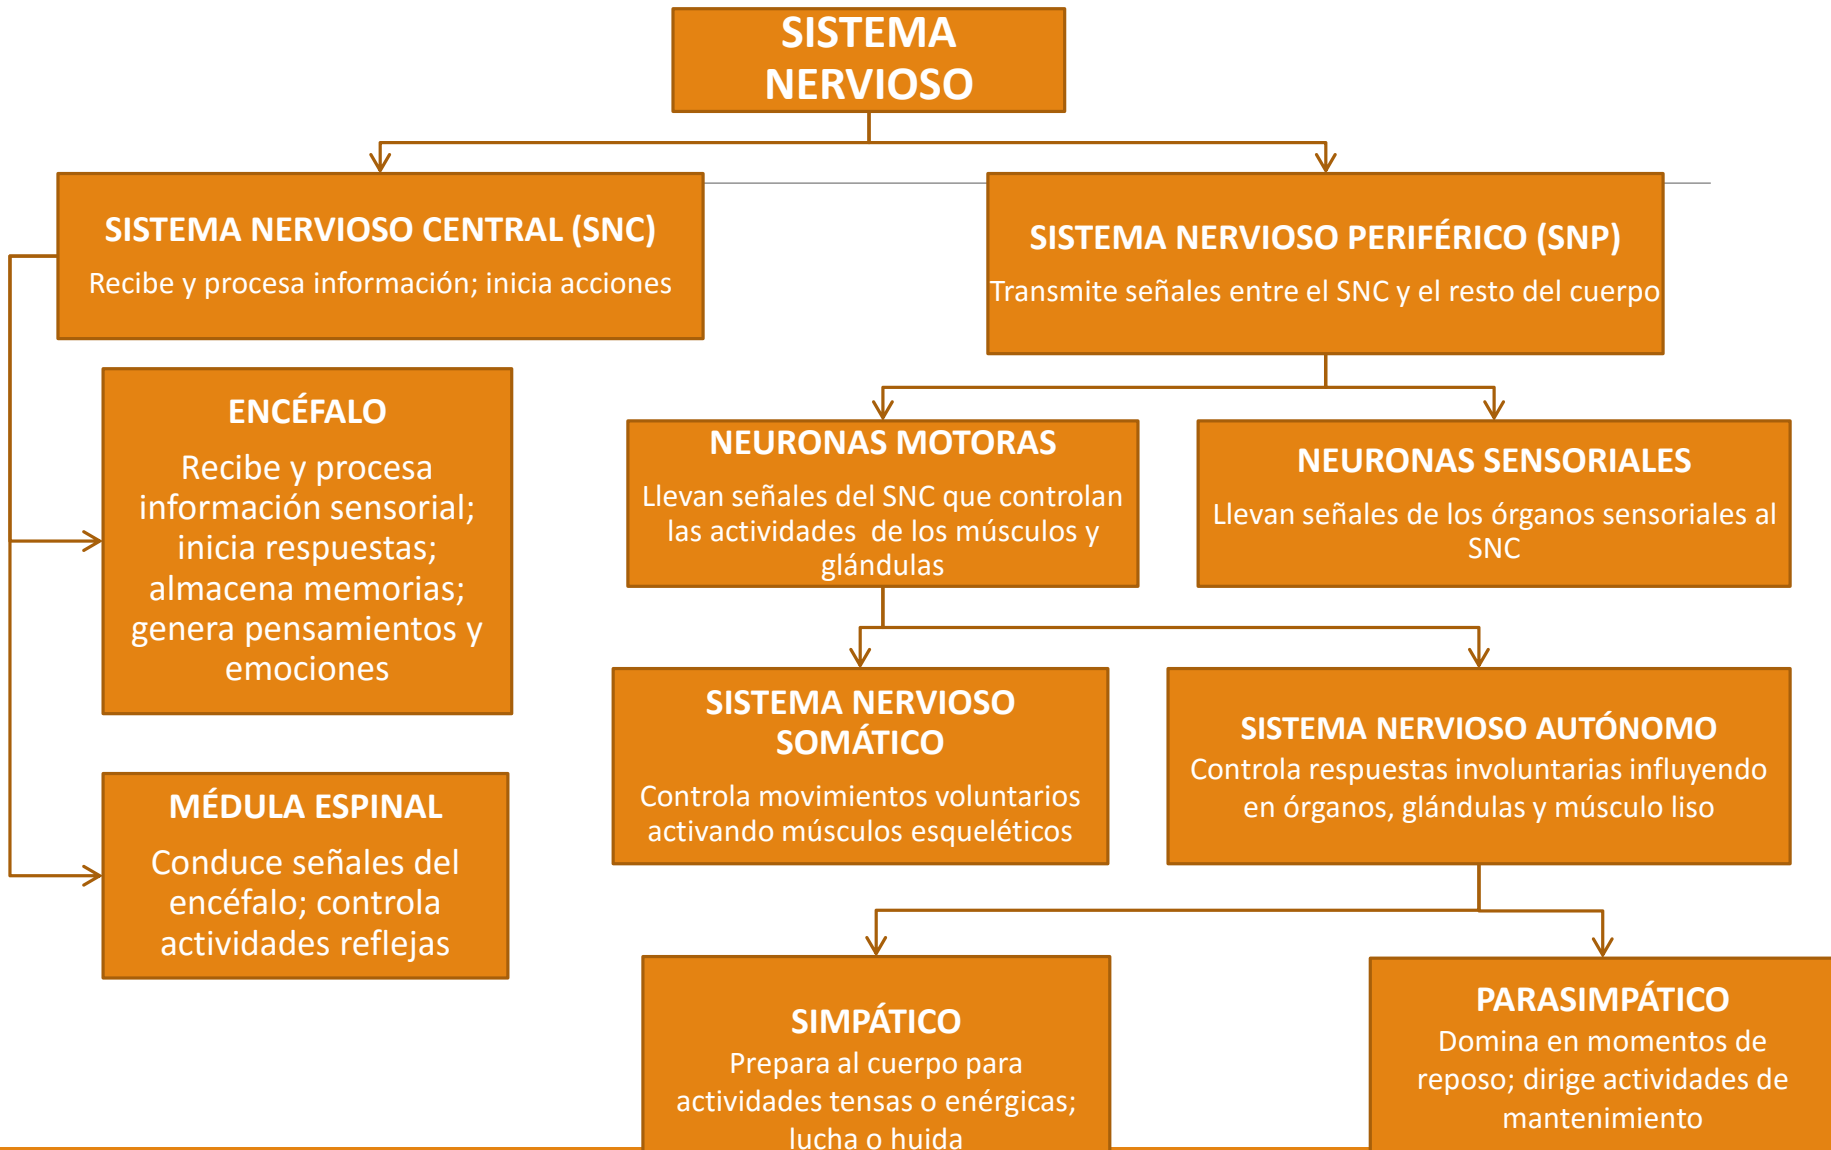 SISTEMA
NERVIOSO
SISTEMA NERVIOSO CENTRAL (SNC)
Recibe y procesa información; inicia acciones
SISTEMA NERVIOSO PERIFÉRICO (SNP)
Transmite señales entre el SNC y el resto del cuerpo
ENCÉFALO
Recibe y procesa
información sensorial;
inicia respuestas;
almacena memorias;
genera pensamientos y
emociones
NEURONAS MOTORAS
Llevan señales del SNC que controlan
las actividades de los músculos y
glándulas
NEURONAS SENSORIALES
Llevan señales de los órganos sensoriales al
SNC
MÉDULA ESPINAL
Conduce señales del
encéfalo; controla
actividades reflejas
SISTEMA NERVIOSO
SOMÁTICO
Controla movimientos voluntarios
activando músculos esqueléticos
SISTEMA NERVIOSO AUTÓNOMO
Controla respuestas involuntarias influyendo
en órganos, glándulas y músculo liso
SIMPÁTICO
Prepara al cuerpo para
actividades tensas o enérgicas;
lucha o huida
PARASIMPÁTICO
Domina en momentos de
reposo; dirige actividades de
mantenimiento